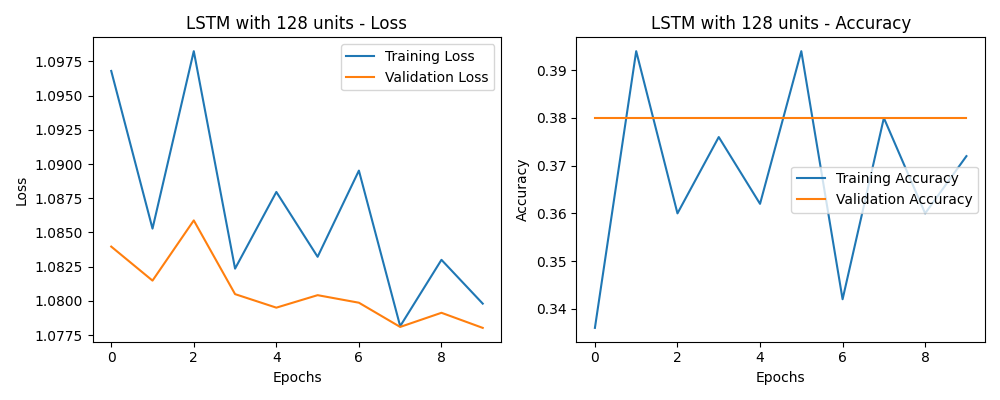 LSTM with 128 units - Loss
Training Loss
Validation Loss
1.0975
1.0950
1.0925
1.0900
1.0875
1.0850
1.0825
1.0800
1.0775
Loss
0 2 4 6 8
Epochs
LSTM with 128 units - Accuracy
0.39
0.38
0.37
0.36
0.35
0.34
Accuracy
Training Accuracy
Validation Accuracy
0 2 4 6 8
Epochs